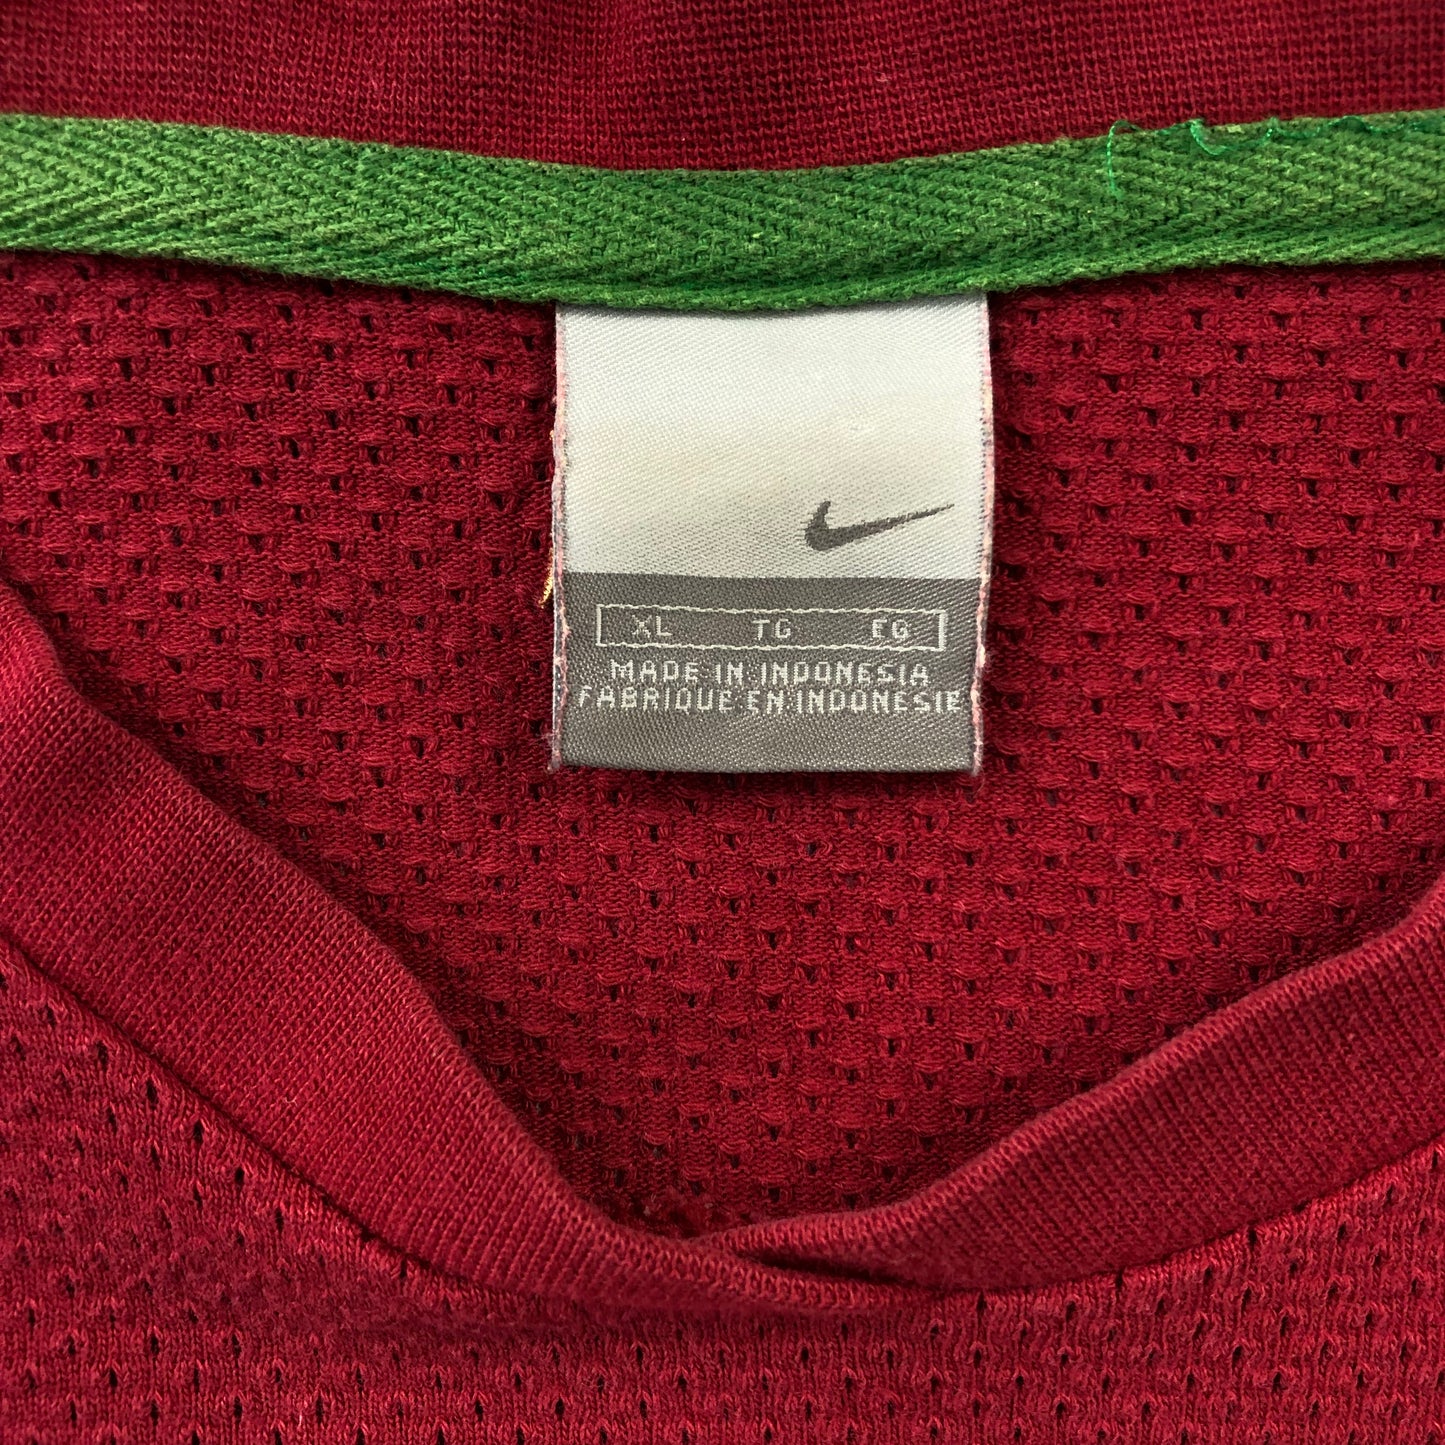 XL TG EG
MADE IN INDONESIA
FABRIQUE EN INDONESIE